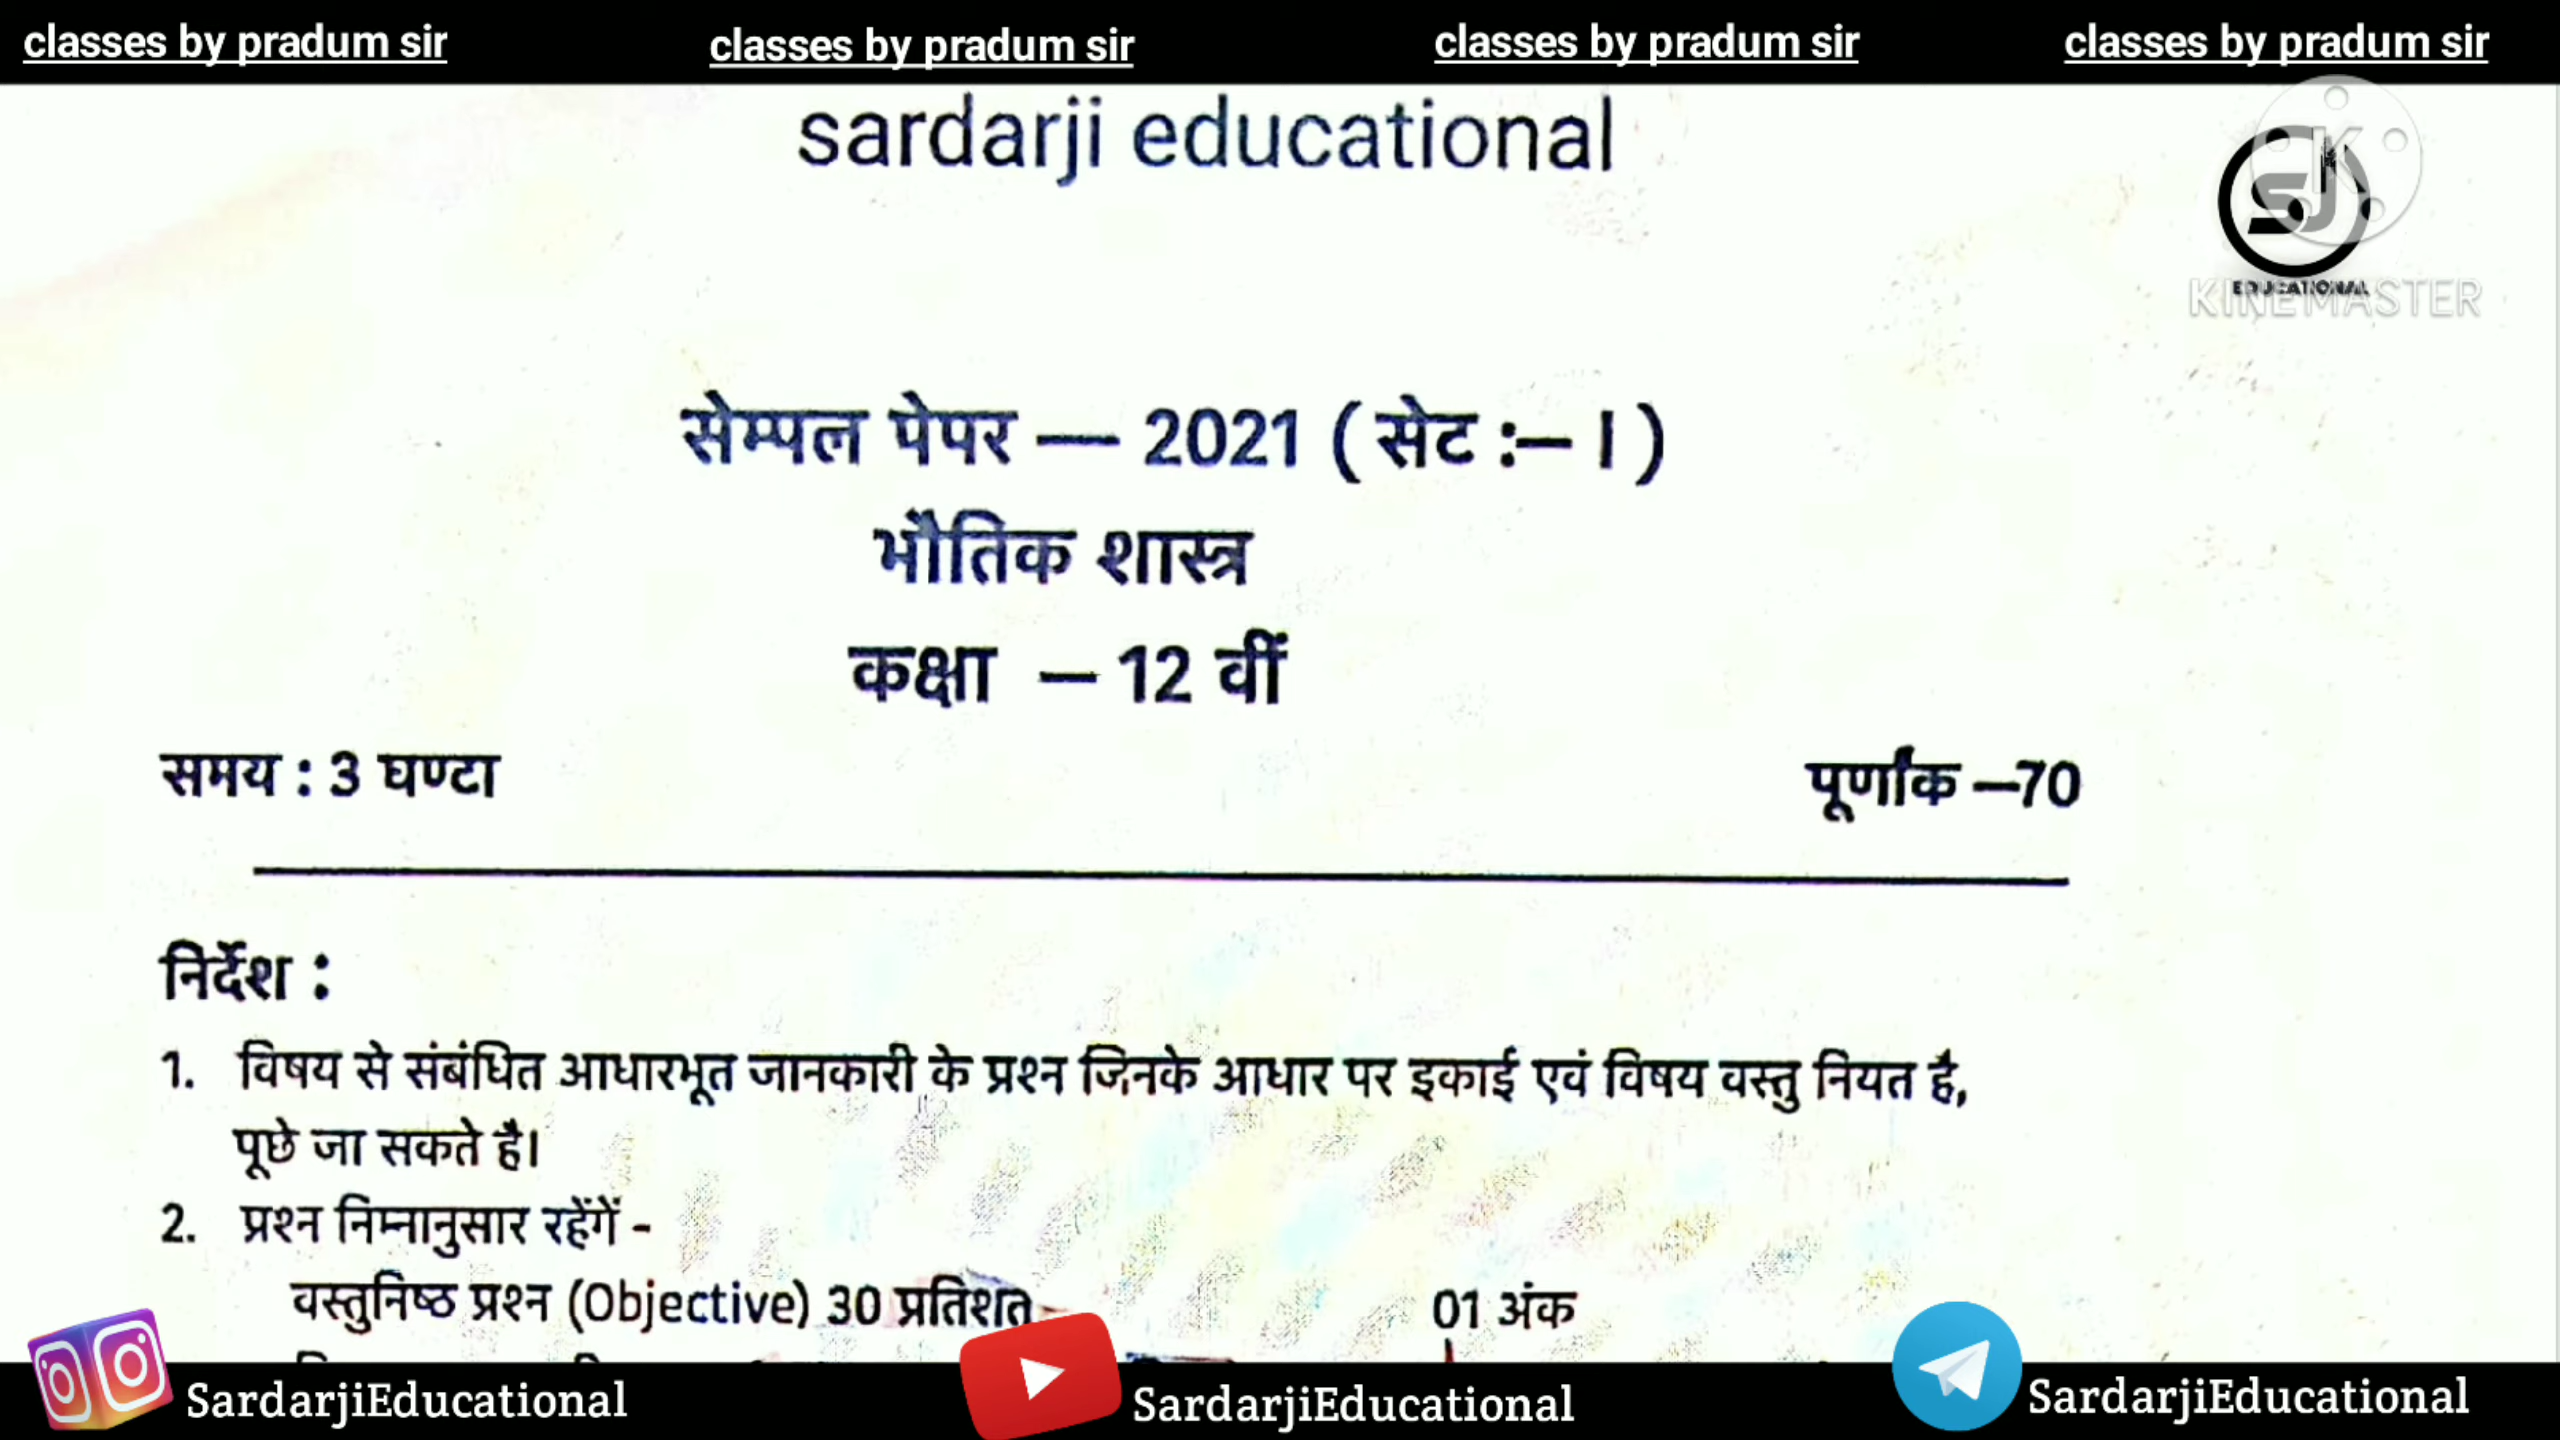 classes by pradum sir classes by pradum sir classes by pradum sir classes by pradum sir
sardarji educational
SJK
EDUCATIONAL
KINEMASTER
सेम्पल पेपर — 2021 ( सेट :– I )
भौतिक शास्त्र
कक्षा – 12 वीं
समय : 3 घण्टा पूर्णांक –70
निर्देश :
1. विषय से संबंधित आधारभूत जानकारी के प्रश्न जिनके आधार पर इकाई एवं विषय वस्तु नियत है,
पूछे जा सकते है।
2. प्रश्न निम्नानुसार रहेंगें -
वस्तुनिष्ठ प्रश्न (Objective) 30 प्रतिशत 01 अंक
SardarjiEducational SardarjiEducational SardarjiEducational